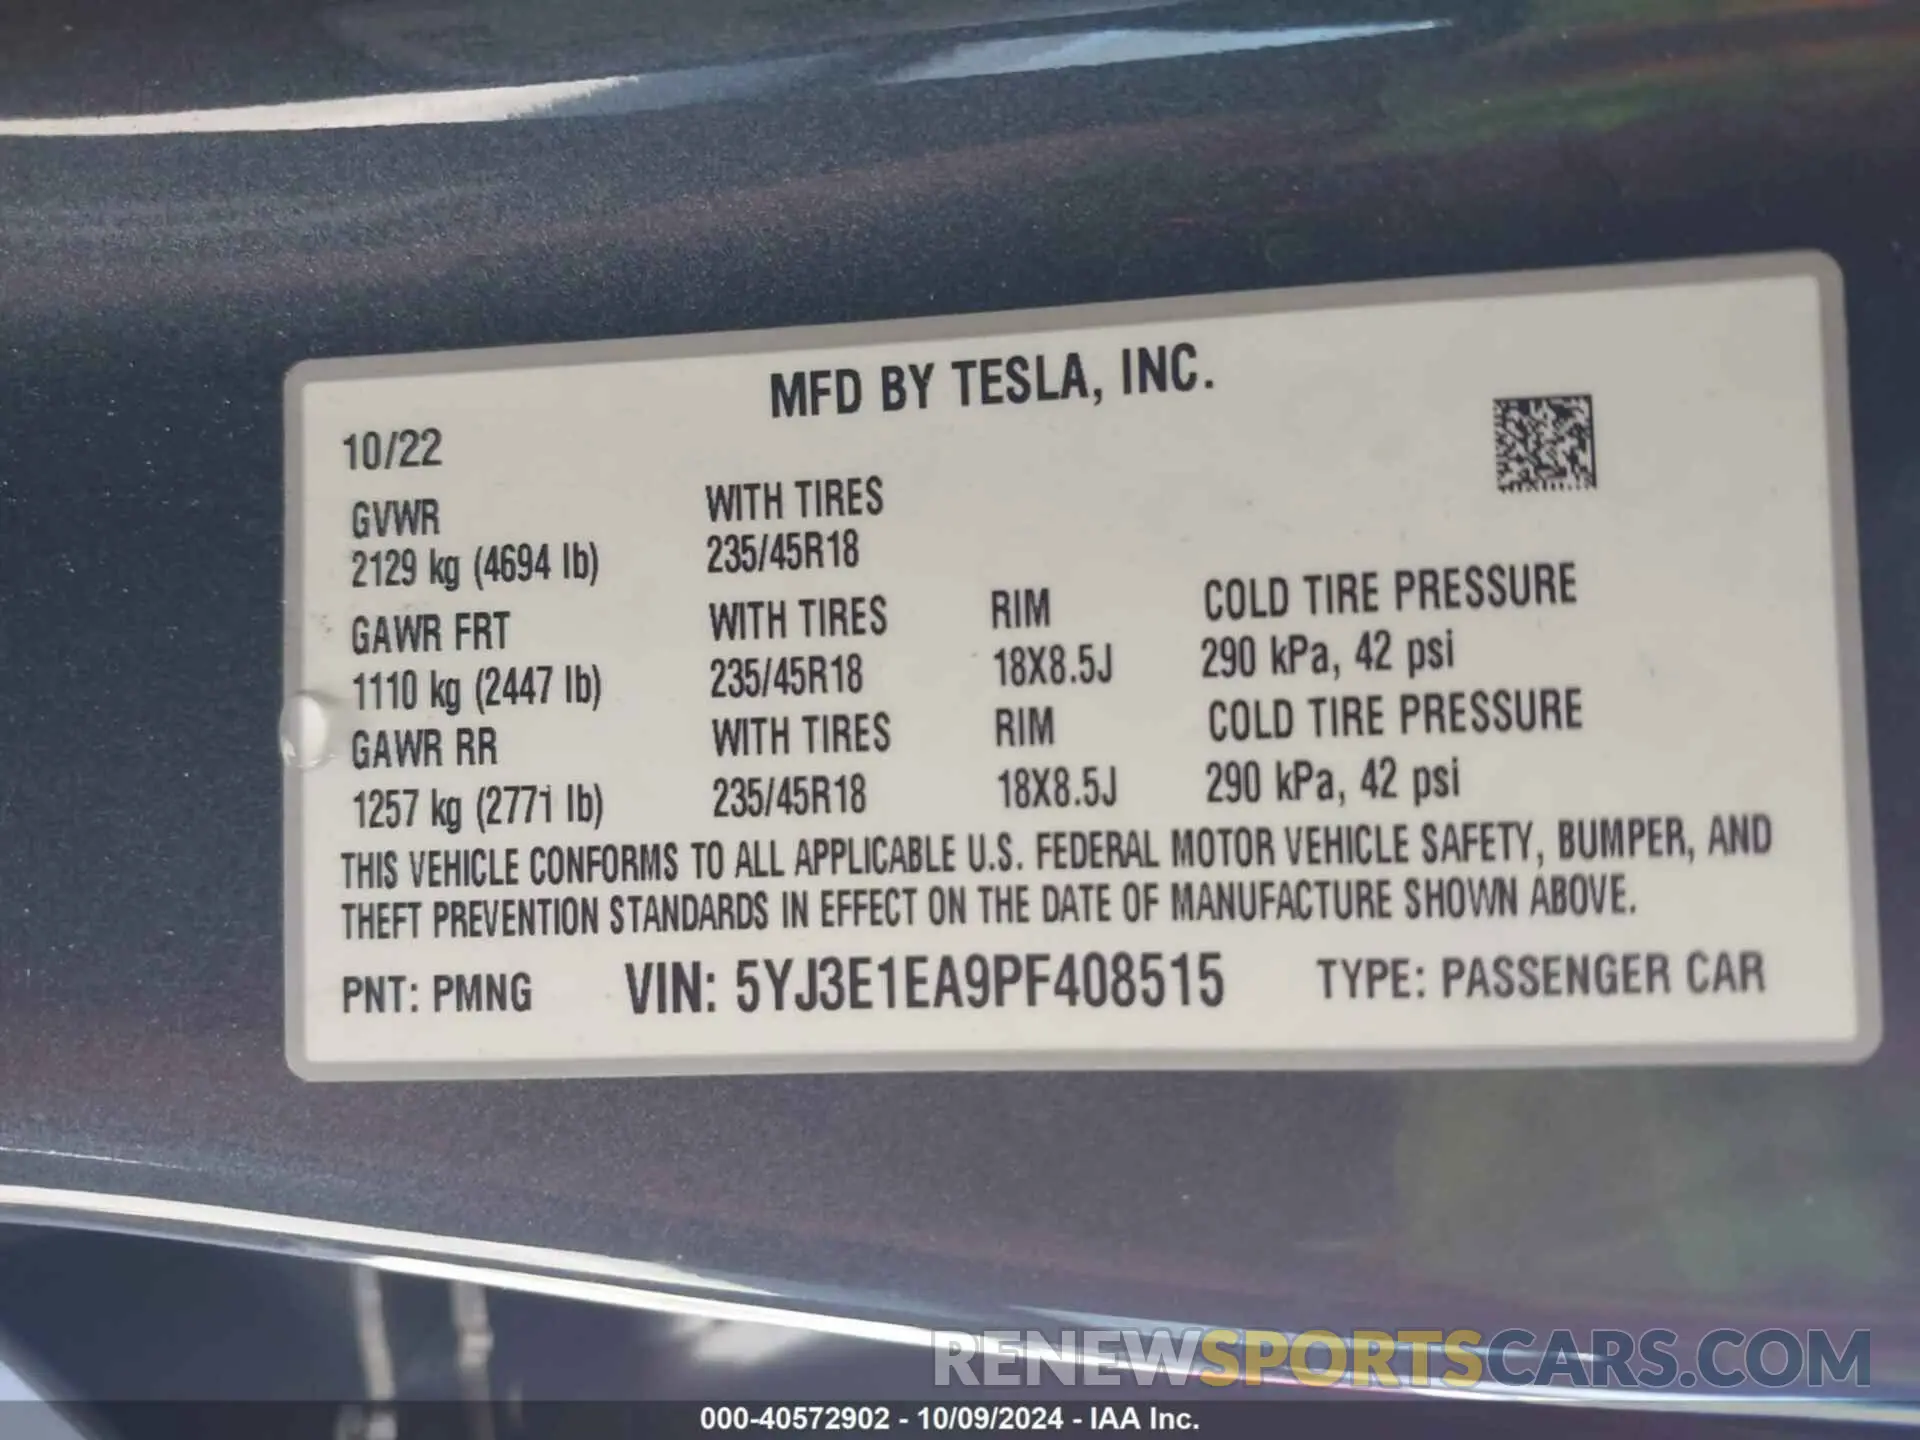 MFD BY TESLA, INC.
10/22
GVWR WITH TIRES
2129 kg (4694 lb) 235/45R18
GAWR FRT WITH TIRES RIM COLD TIRE PRESSURE
1110 kg (2447 lb) 235/45R18 18X8.5J 290 kPa, 42 psi
GAWR RR WITH TIRES RIM COLD TIRE PRESSURE
1257 kg (2771 lb) 235/45R18 18X8.5J 290 kPa, 42 psi
THIS VEHICLE CONFORMS TO ALL APPLICABLE U.S. FEDERAL MOTOR VEHICLE SAFETY, BUMPER, AND
THEFT PREVENTION STANDARDS IN EFFECT ON THE DATE OF MANUFACTURE SHOWN ABOVE.
PNT: PMNG VIN: 5YJ3E1EA9PF408515 TYPE: PASSENGER CAR
RENEWSPORTSCARS.COM
000-40572902 - 10/09/2024 - IAA Inc.